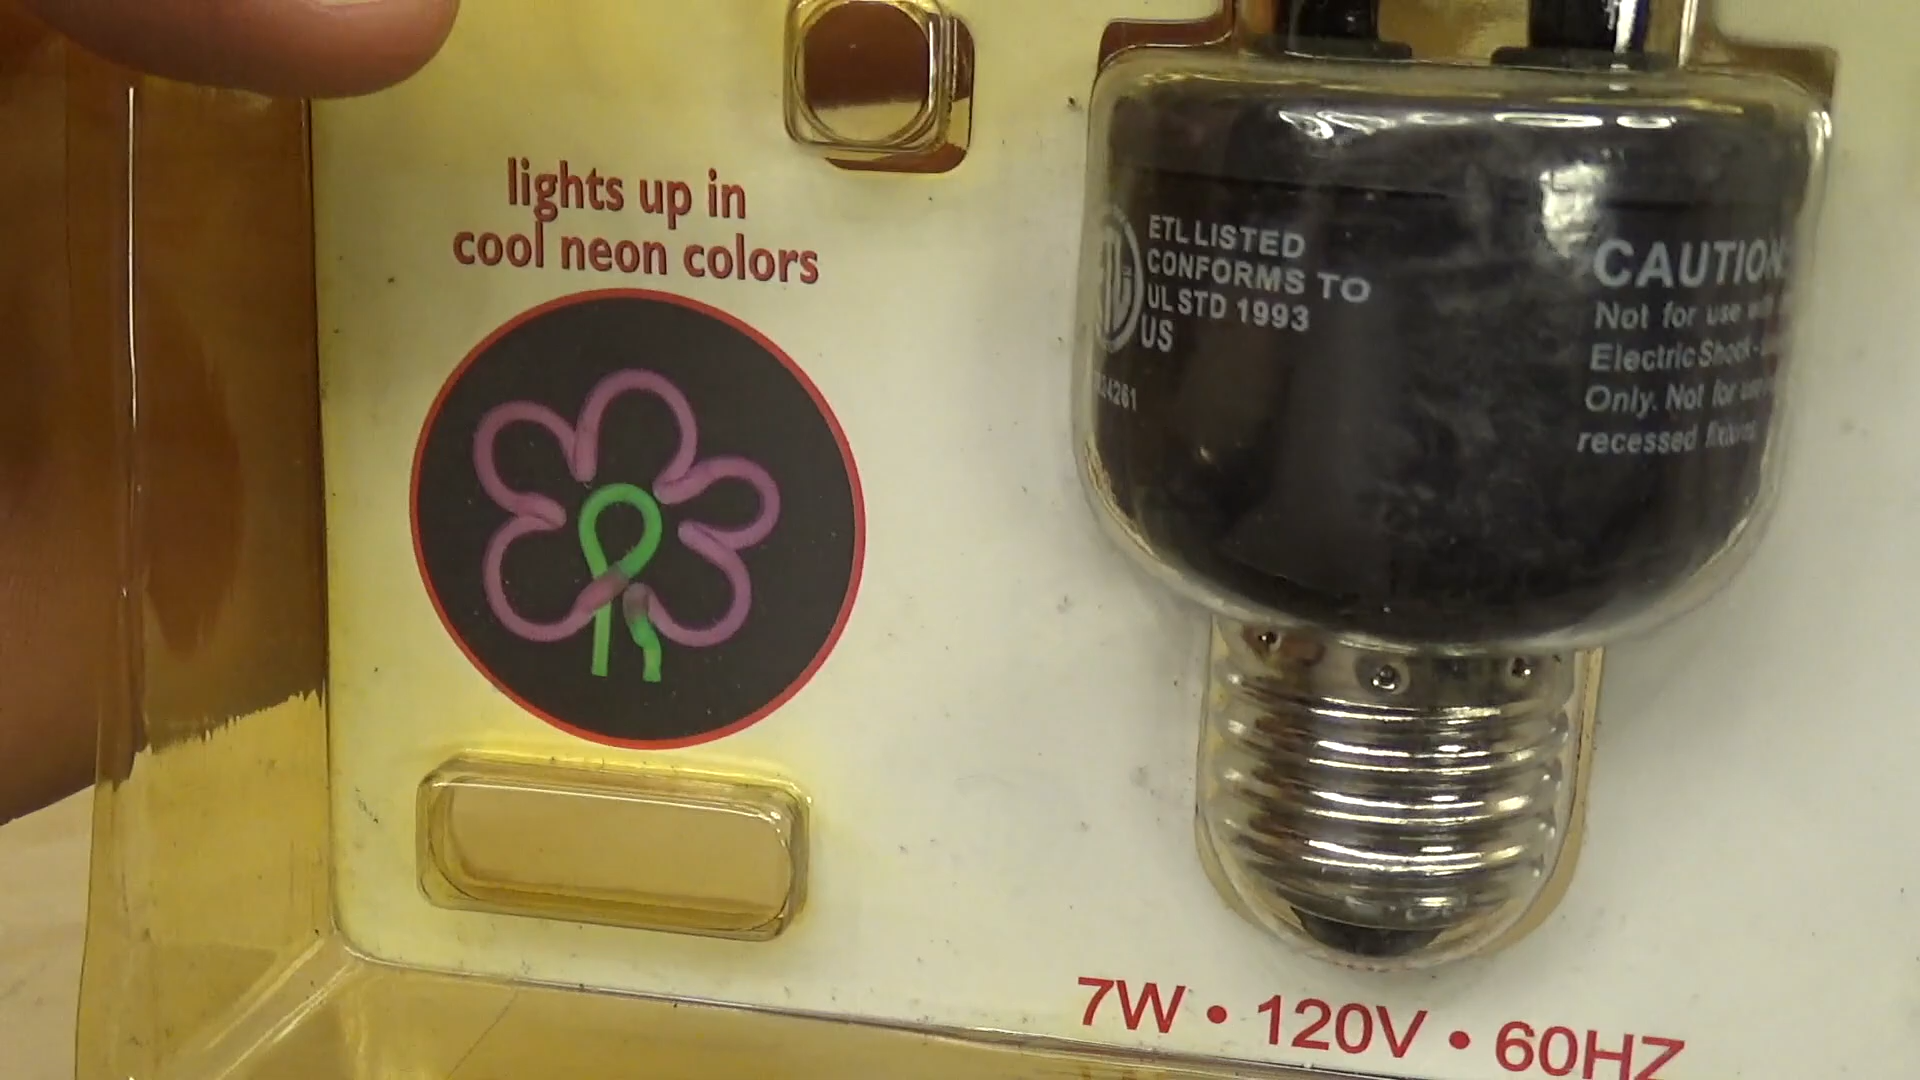 lights up in
cool neon colors
ETL LISTED
CONFORMS TO
UL STD 1993
US
CAUTION:
Not for use with
Electric Shock -
Only. Not for use
recessed fixtures
7W • 120V • 60HZ